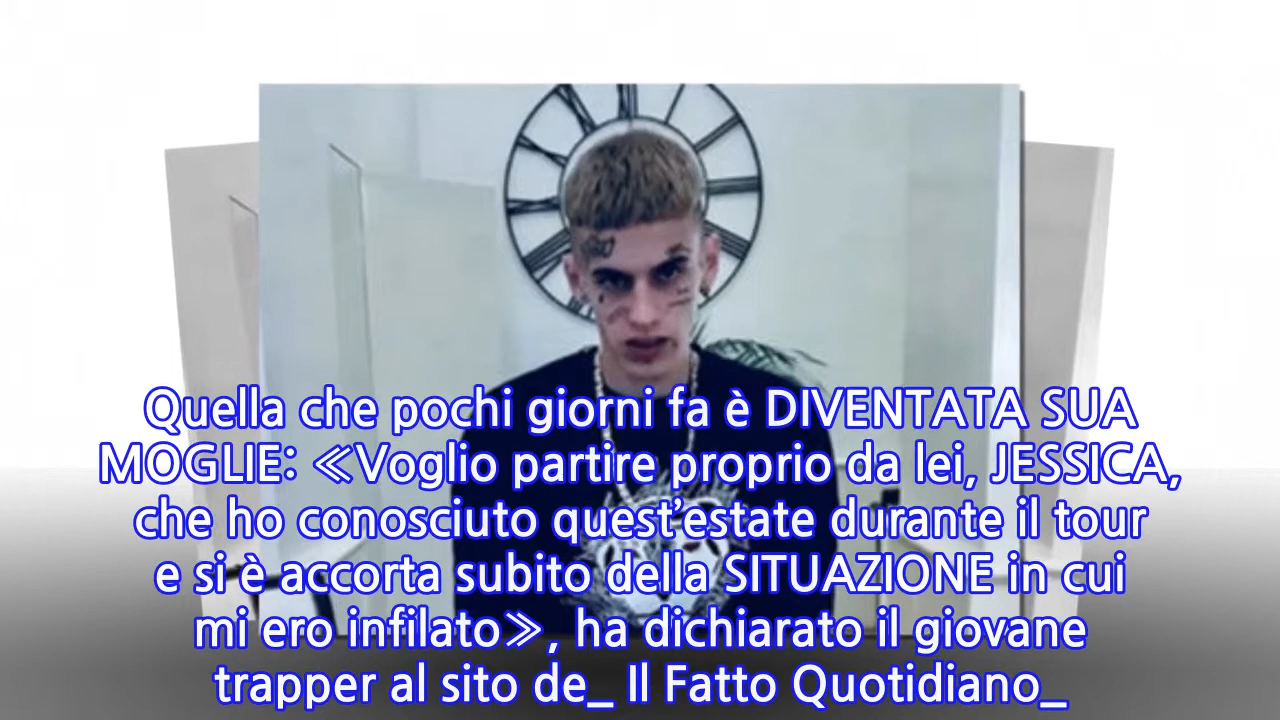 Quella che pochi giorni fa è DIVENTATA SUA
MOGLIE: ≪Voglio partire proprio da lei, JESSICA,
che ho conosciuto quest’estate durante il tour
e si è accorta subito della SITUAZIONE in cui
mi ero infilato≫, ha dichiarato il giovane
trapper al sito de_ Il Fatto Quotidiano_